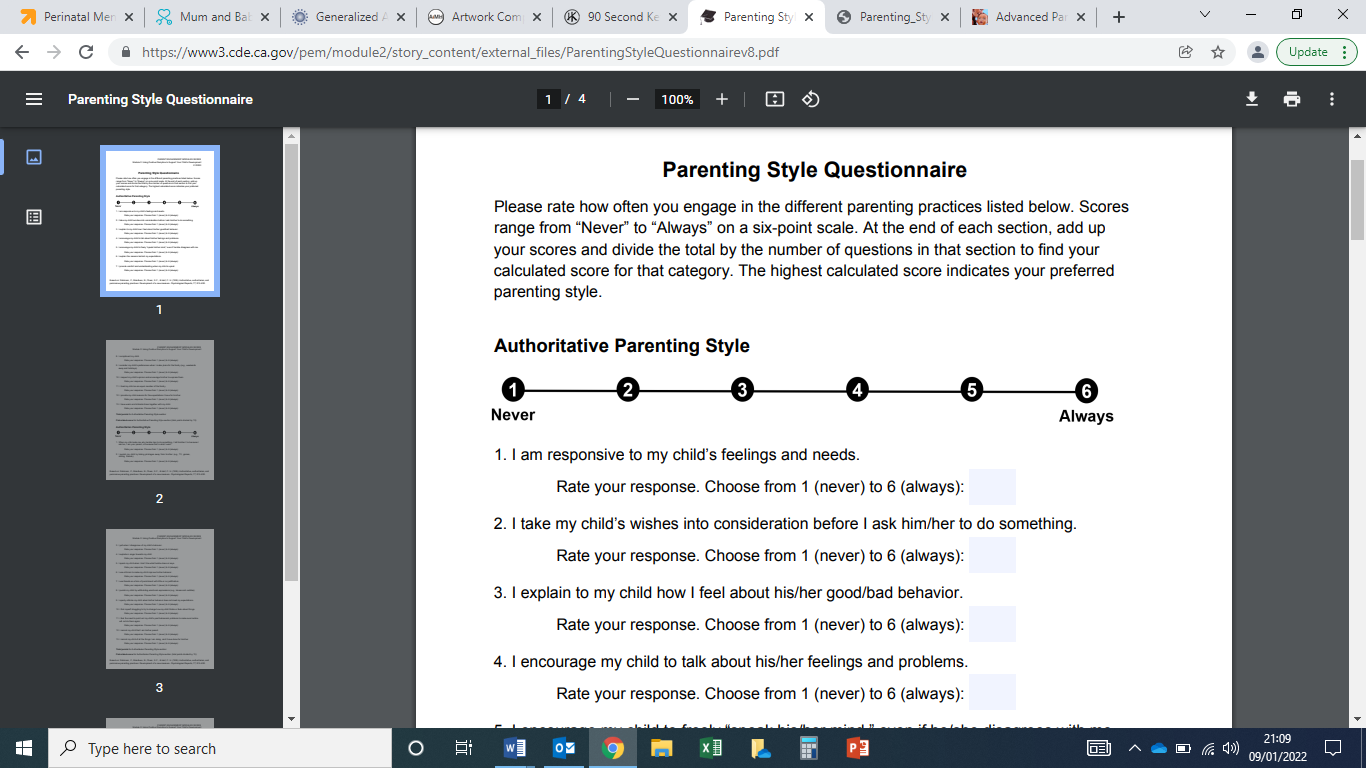 Perinatal Men
Mum and Bab
Generalized A
Artwork Com
90 Second Ke
Parenting Sty
Parenting_Sty
Advanced Par
https://www3.cde.ca.gov/pem/module2/story_content/external_files/ParentingStyleQuestionnairev8.pdf
Update
Parenting Style Questionnaire
1 / 4
100%
1
2
3
Parenting Style Questionnaire
Please rate how often you engage in the different parenting practices listed below. Scores
range from “Never” to “Always” on a six-point scale. At the end of each section, add up
your scores and divide the total by the number of questions in that section to find your
calculated score for that category. The highest calculated score indicates your preferred
parenting style.
Authoritative Parenting Style
1 2 3 4 5 6
Never Always
1. I am responsive to my child’s feelings and needs.
Rate your response. Choose from 1 (never) to 6 (always):
2. I take my child’s wishes into consideration before I ask him/her to do something.
Rate your response. Choose from 1 (never) to 6 (always):
3. I explain to my child how I feel about his/her good/bad behavior.
Rate your response. Choose from 1 (never) to 6 (always):
4. I encourage my child to talk about his/her feelings and problems.
Rate your response. Choose from 1 (never) to 6 (always):
Type here to search
21:09
09/01/2022